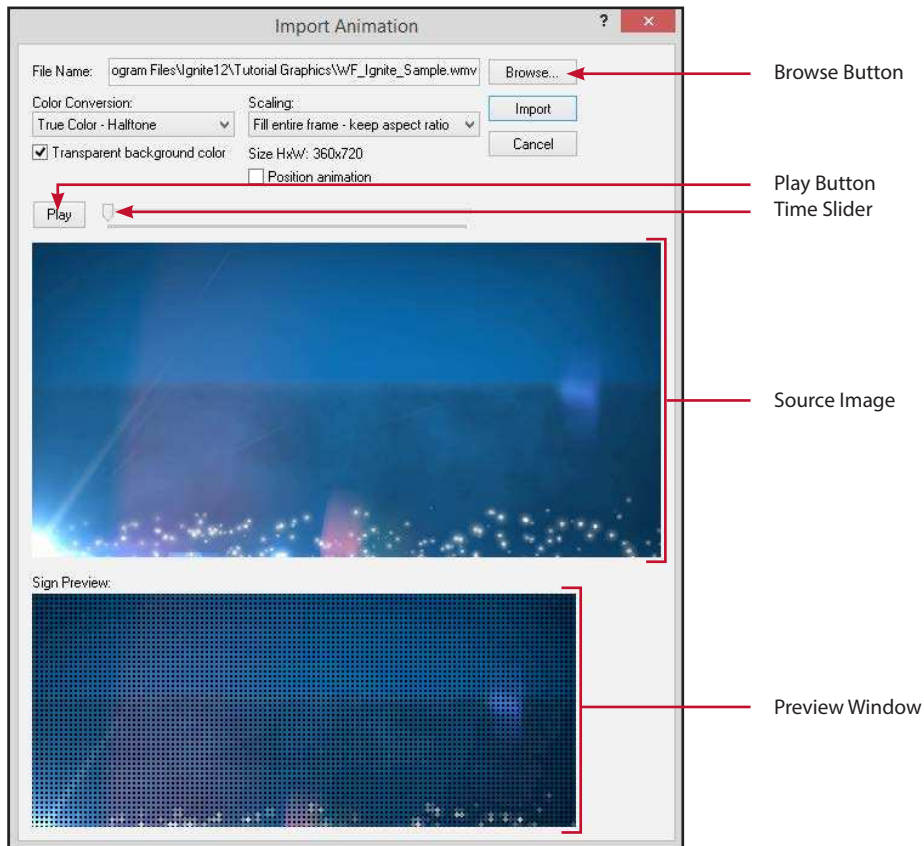 Import Animation
?
×
File Name:
ogram Files\Ignite12\Tutorial Graphics\WF_Ignite_Sample.wmv
Browse...
Browse Button
Color Conversion:
Scaling:
Import
True Color - Halftone
Fill entire frame - keep aspect ratio
Cancel
Transparent background color
Size HxW: 360x720
Position animation
Play Button
Play
Time Slider
Source Image
Sign Preview:
Preview Window